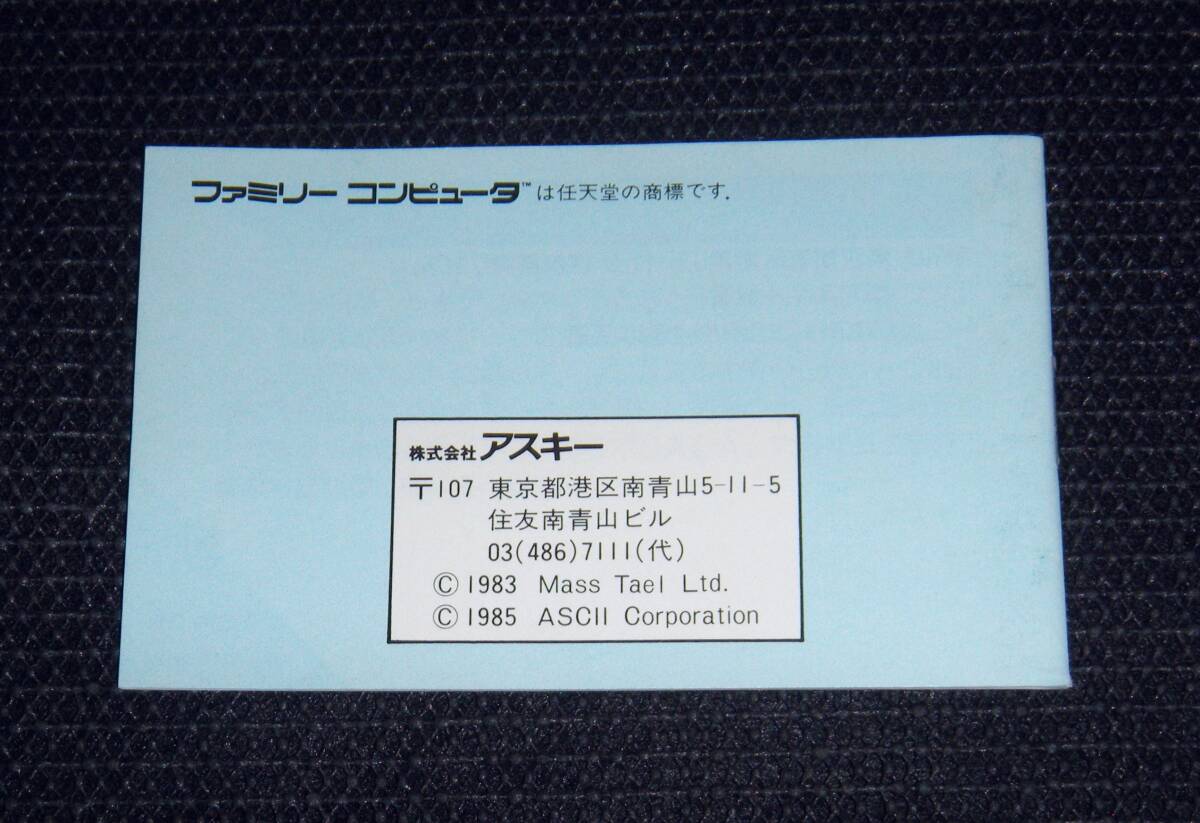 ファミリー コンピュータ™は任天堂の商標です.
株式会社アスキー
〒107 東京都港区南青山5-11-5
住友南青山ビル
03(486)7111(代)
© 1983 Mass Tael Ltd.
© 1985 ASCII Corporation